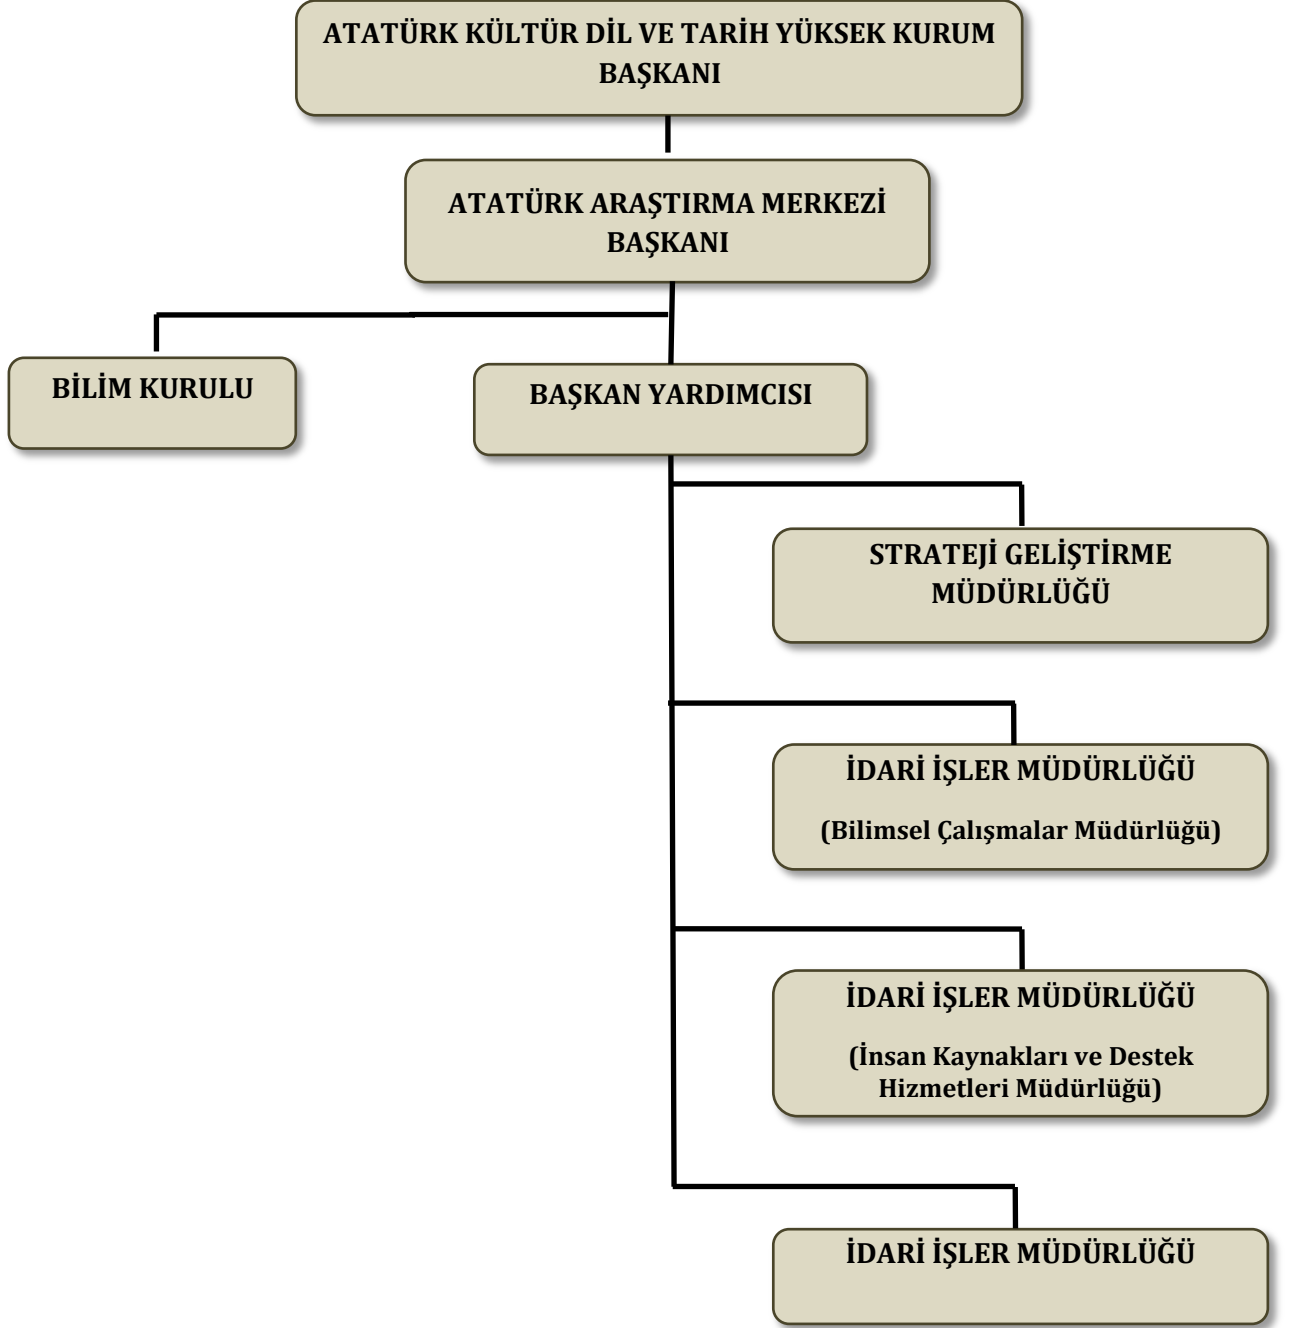 ATATÜRK KÜLTÜR DİL VE TARİH YÜKSEK KURUM
BAŞKANI
ATATÜRK ARAŞTIRMA MERKEZİ
BAŞKANI
BİLİM KURULU
BAŞKAN YARDIMCISI
STRATEJİ GELİŞTİRME
MÜDÜRLÜĞÜ
İDARİ İŞLER MÜDÜRLÜĞÜ
(Bilimsel Çalışmalar Müdürlüğü)
İDARİ İŞLER MÜDÜRLÜĞÜ
(İnsan Kaynakları ve Destek
Hizmetleri Müdürlüğü)
İDARİ İŞLER MÜDÜRLÜĞÜ